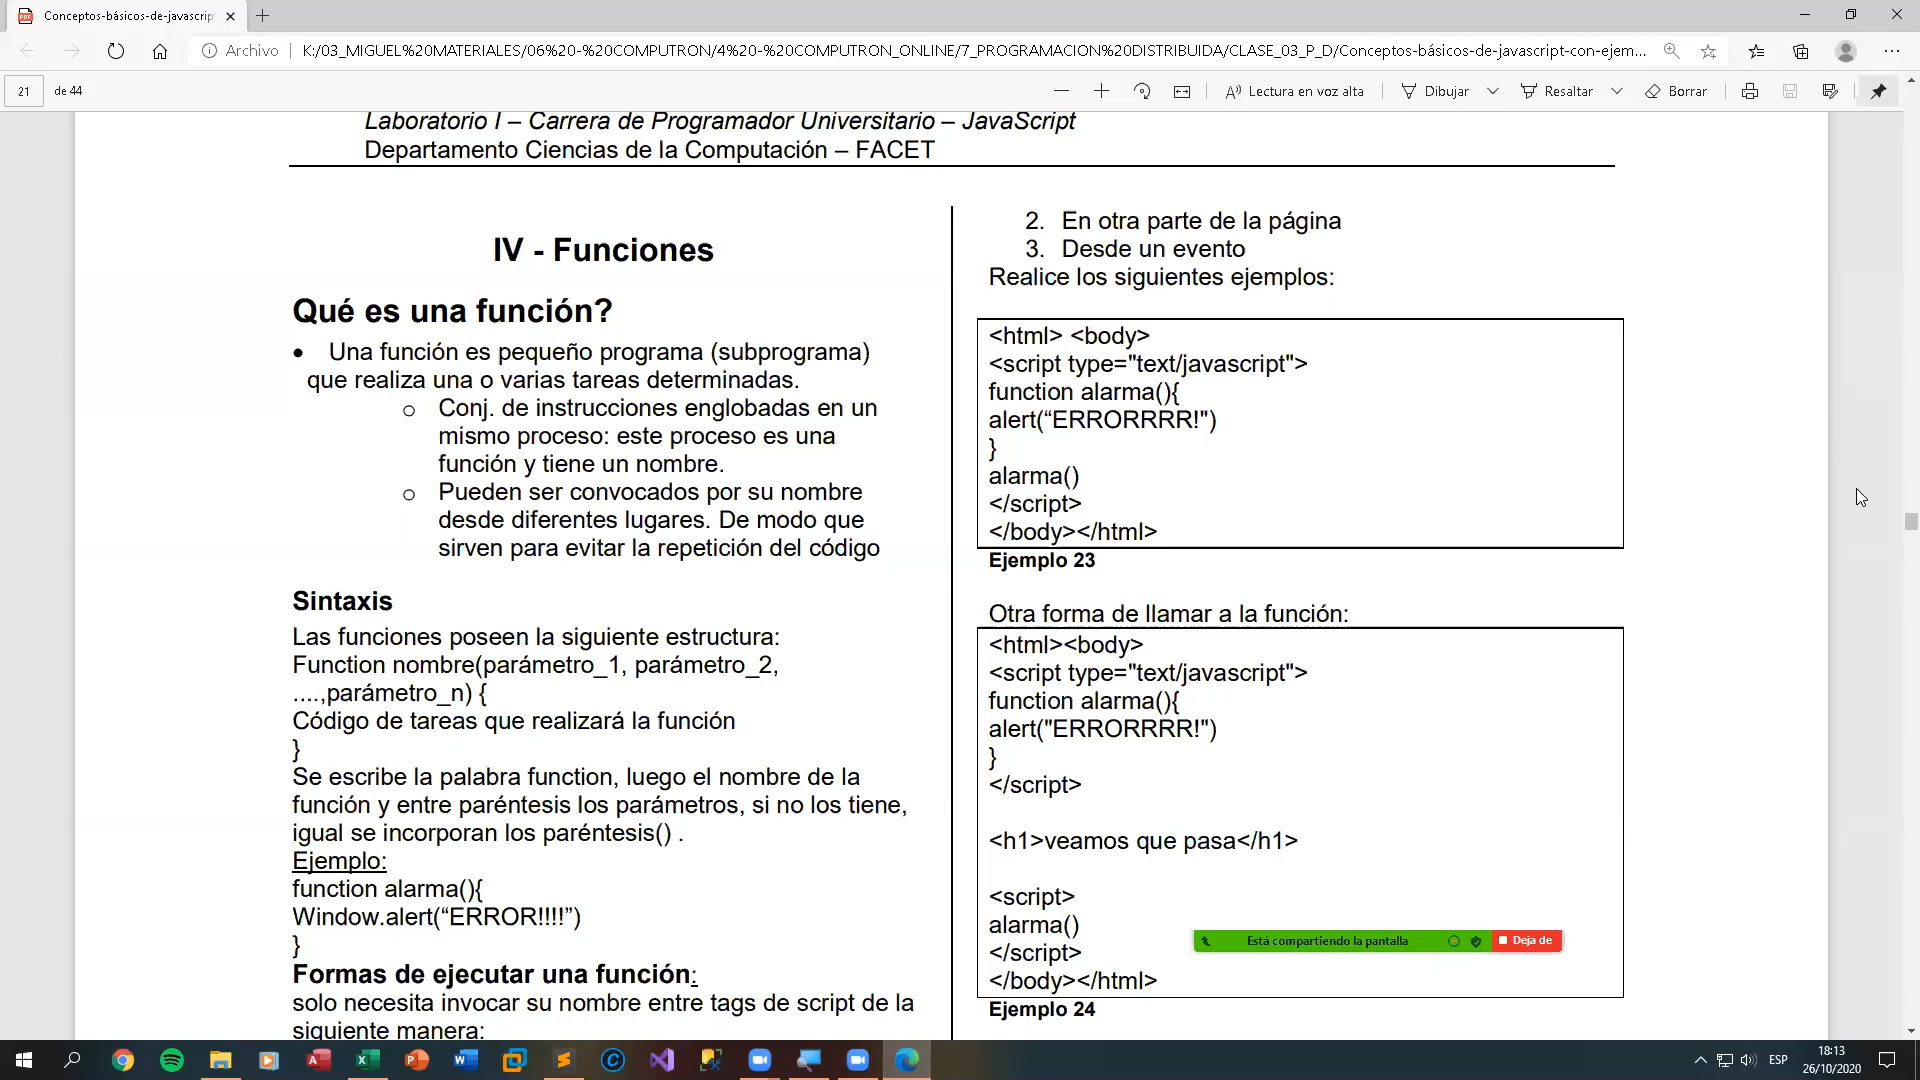 Conceptos-básicos-de-javascrip
Archivo
K:/03_MIGUEL%20MATERIALES/06%20-%20COMPUTRON/4%20-%20COMPUTRON_ONLINE/7_PROGRAMACION%20DISTRIBUIDA/CLASE_03_P_D/Conceptos-básicos-de-javascript-con-ejem...
21 de 44
Lectura en voz alta
Dibujar
Resaltar
Borrar
Laboratorio I – Carrera de Programador Universitario – JavaScript
Departamento Ciencias de la Computación – FACET
IV - Funciones
Qué es una función?
• Una función es pequeño programa (subprograma)
que realiza una o varias tareas determinadas.
o Conj. de instrucciones englobadas en un
mismo proceso: este proceso es una
función y tiene un nombre.
o Pueden ser convocados por su nombre
desde diferentes lugares. De modo que
sirven para evitar la repetición del código
Sintaxis
Las funciones poseen la siguiente estructura:
Function nombre(parámetro_1, parámetro_2,
....,parámetro_n) {
Código de tareas que realizará la función
}
Se escribe la palabra function, luego el nombre de la
función y entre paréntesis los parámetros, si no los tiene,
igual se incorporan los paréntesis() .
Ejemplo:
function alarma(){
Window.alert(“ERROR!!!!”)
}
Formas de ejecutar una función:
solo necesita invocar su nombre entre tags de script de la
siguiente manera:
2. En otra parte de la página
3. Desde un evento
Realice los siguientes ejemplos:
<html> <body>
<script type="text/javascript">
function alarma(){
alert(“ERRORRRR!")
}
alarma()
</script>
</body></html>
Ejemplo 23
Otra forma de llamar a la función:
<html><body>
<script type="text/javascript">
function alarma(){
alert("ERRORRRR!")
}
</script>
<h1>veamos que pasa</h1>
<script>
alarma()
</script>
</body></html>
Ejemplo 24
Está compartiendo la pantalla
Deja de
ESP
18:13
26/10/2020